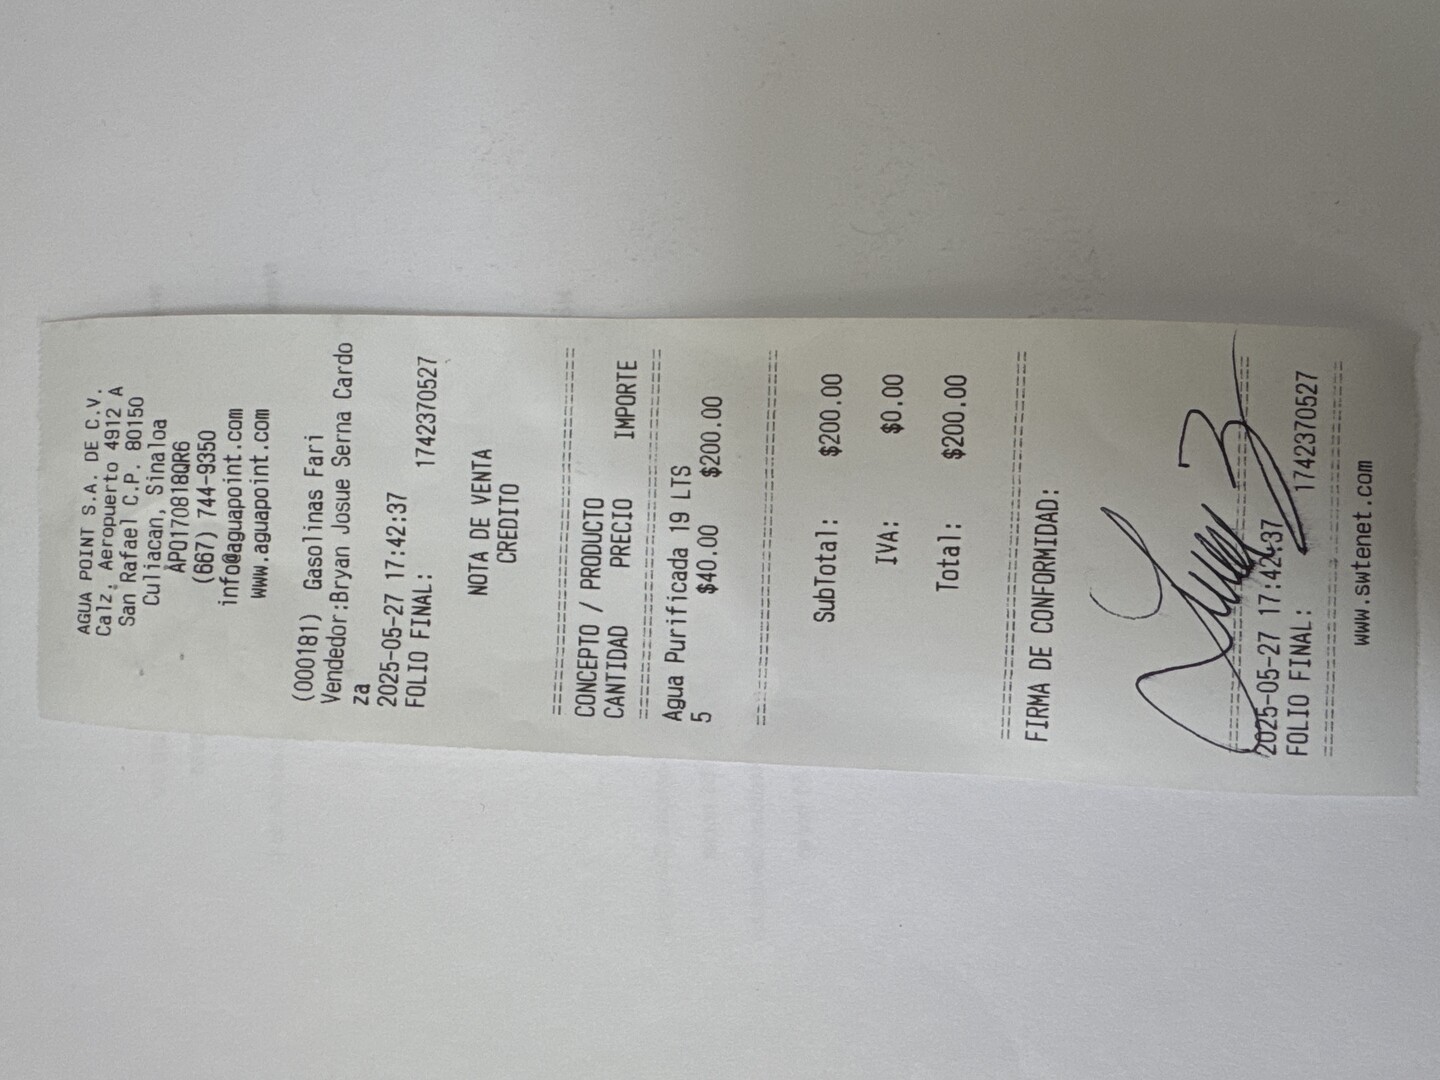 AGUA POINT S.A. DE C.V.
Calz. Aeropuerto 4912 A
San Rafael C.P. 80150
Culiacan, Sinaloa
APO170818QR6
(667) 744-9350
info@aguapoint.com
www.aguapoint.com
(000181) Gasolinas Fari
Vendedor:Bryan Josue Serna Cardo
za
2025-05-27 17:42:37
FOLIO FINAL: 1742370527
NOTA DE VENTA
CREDITO
CONCEPTO / PRODUCTO
CANTIDAD PRECIO IMPORTE
Agua Purificada 19 LTS
5 $40.00 $200.00
SubTotal: $200.00
IVA: $0.00
Total: $200.00
FIRMA DE CONFORMIDAD:
2025-05-27 17:42:37
FOLIO FINAL: 1742370527
www.swtenet.com